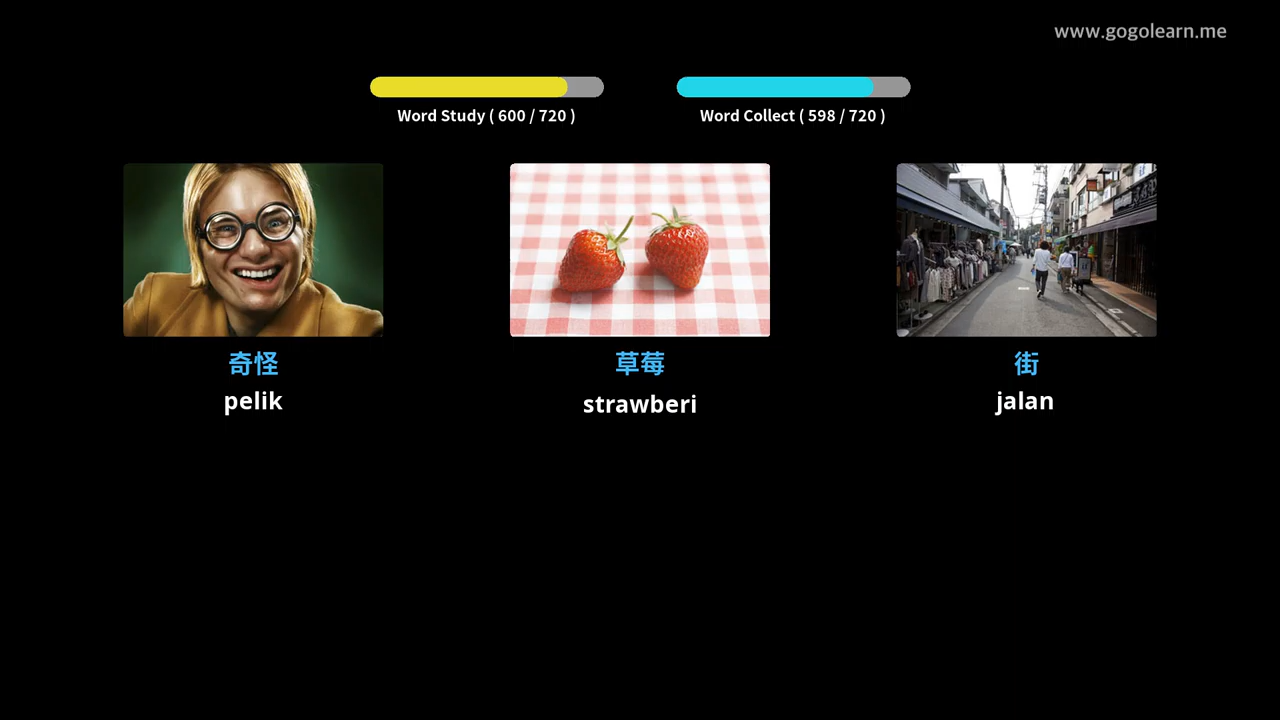 www.gogolearn.me
Word Study ( 600 / 720 )
Word Collect ( 598 / 720 )
奇怪
草莓
街
pelik
strawberi
jalan